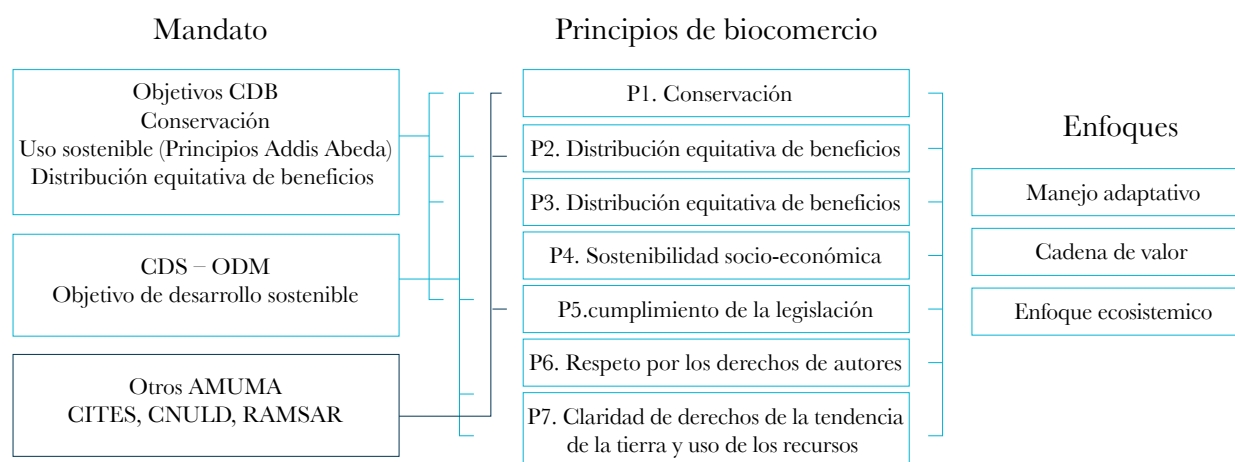 Mandato
Objetivos CDB
Conservación
Uso sostenible (Principios Addis Abeda)
Distribución equitativa de beneficios
CDS – ODM
Objetivo de desarrollo sostenible
Otros AMUMA
CITES, CNULD, RAMSAR
Principios de biocomercio
P1. Conservación
P2. Distribución equitativa de beneficios
P3. Distribución equitativa de beneficios
P4. Sostenibilidad socio-económica
P5.cumplimiento de la legislación
P6. Respeto por los derechos de autores
P7. Claridad de derechos de la tendencia
de la tierra y uso de los recursos
Enfoques
Manejo adaptativo
Cadena de valor
Enfoque ecosistemico